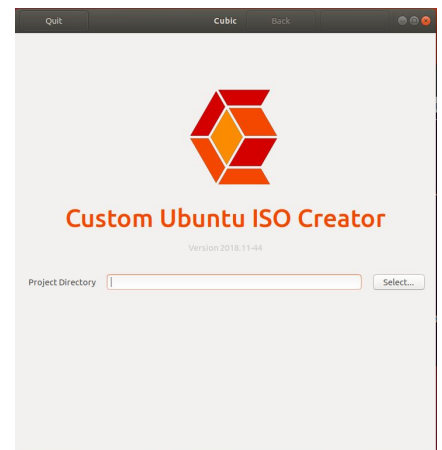 Quit Cubic Back
Custom Ubuntu ISO Creator
Version 2018.11-44
Project Directory Select...